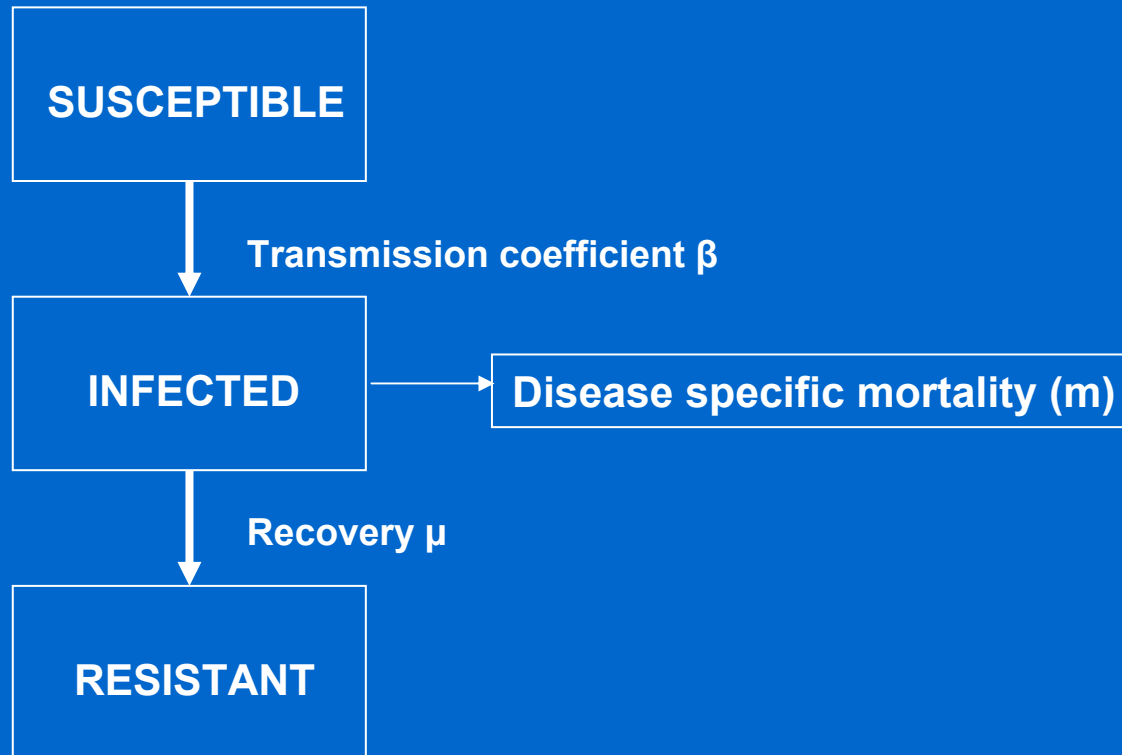 SUSCEPTIBLE
Transmission coefficient β
INFECTED
Disease specific mortality (m)
Recovery μ
RESISTANT